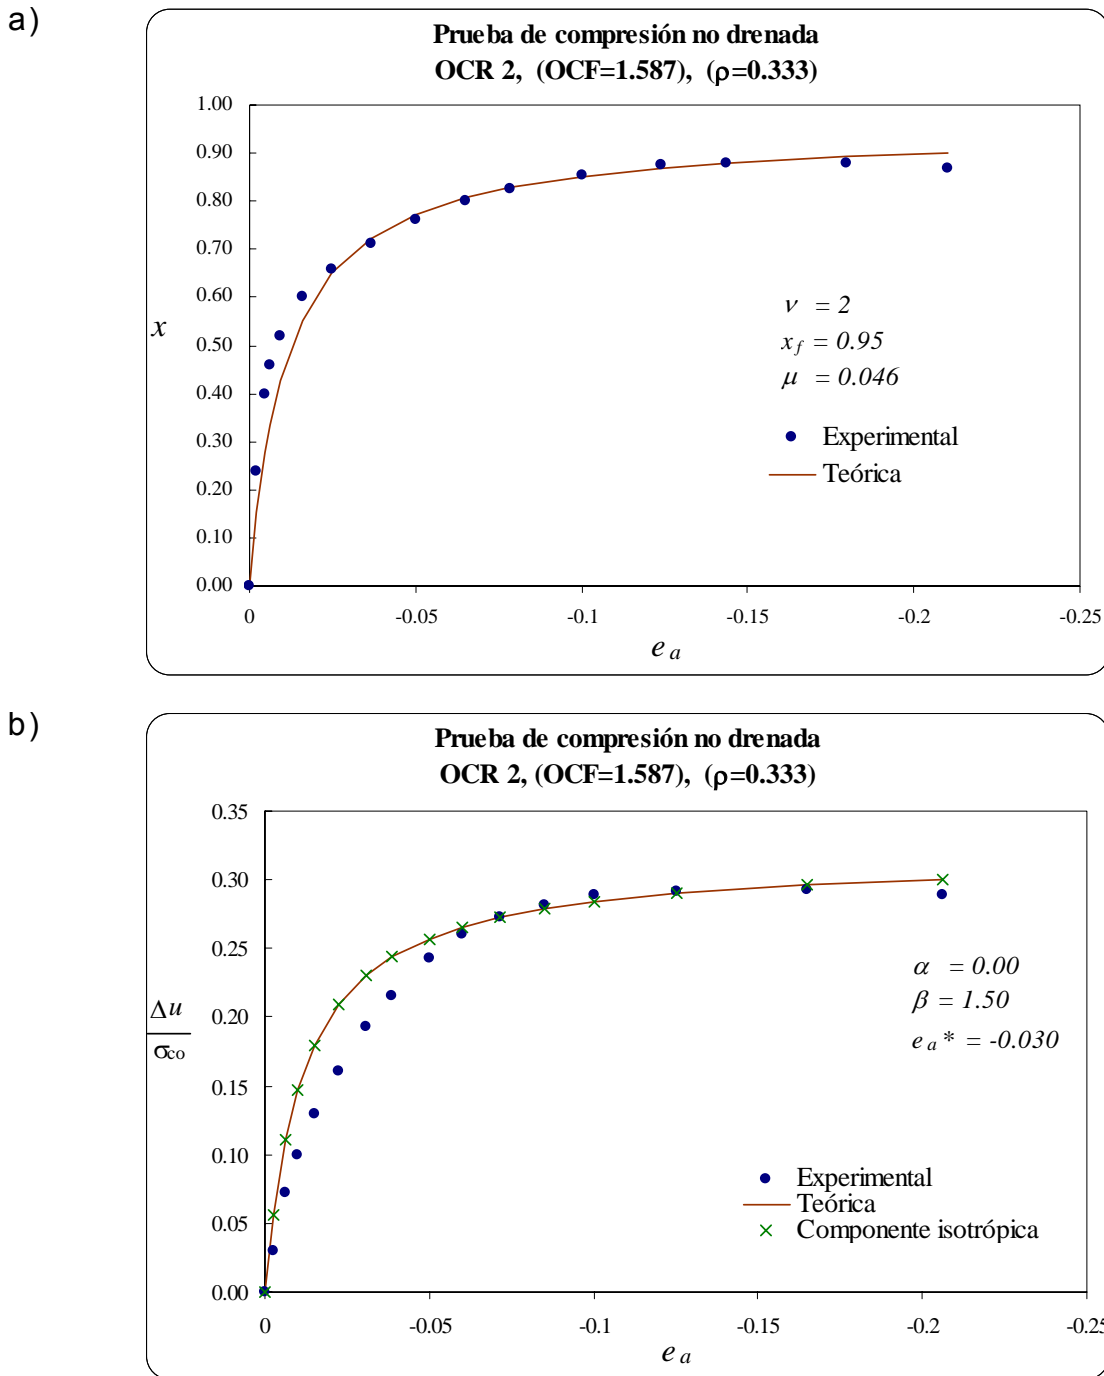 a)
Prueba de compresión no drenada
OCR 2, (OCF=1.587), (ρ=0.333)
1.00
0.90
0.80
0.70
0.60
0.50
0.40
0.30
0.20
0.10
0.00
x
ν = 2
x_f = 0.95
μ = 0.046
Experimental
Teórica
0 -0.05 -0.1 -0.15 -0.2 -0.25
e_a
b)
Prueba de compresión no drenada
OCR 2, (OCF=1.587), (ρ=0.333)
0.35
0.30
0.25
0.20
0.15
0.10
0.05
0.00
Δu
σco
α = 0.00
β = 1.50
e_a* = -0.030
Experimental
Teórica
Componente isotrópica
0 -0.05 -0.1 -0.15 -0.2 -0.25
e_a